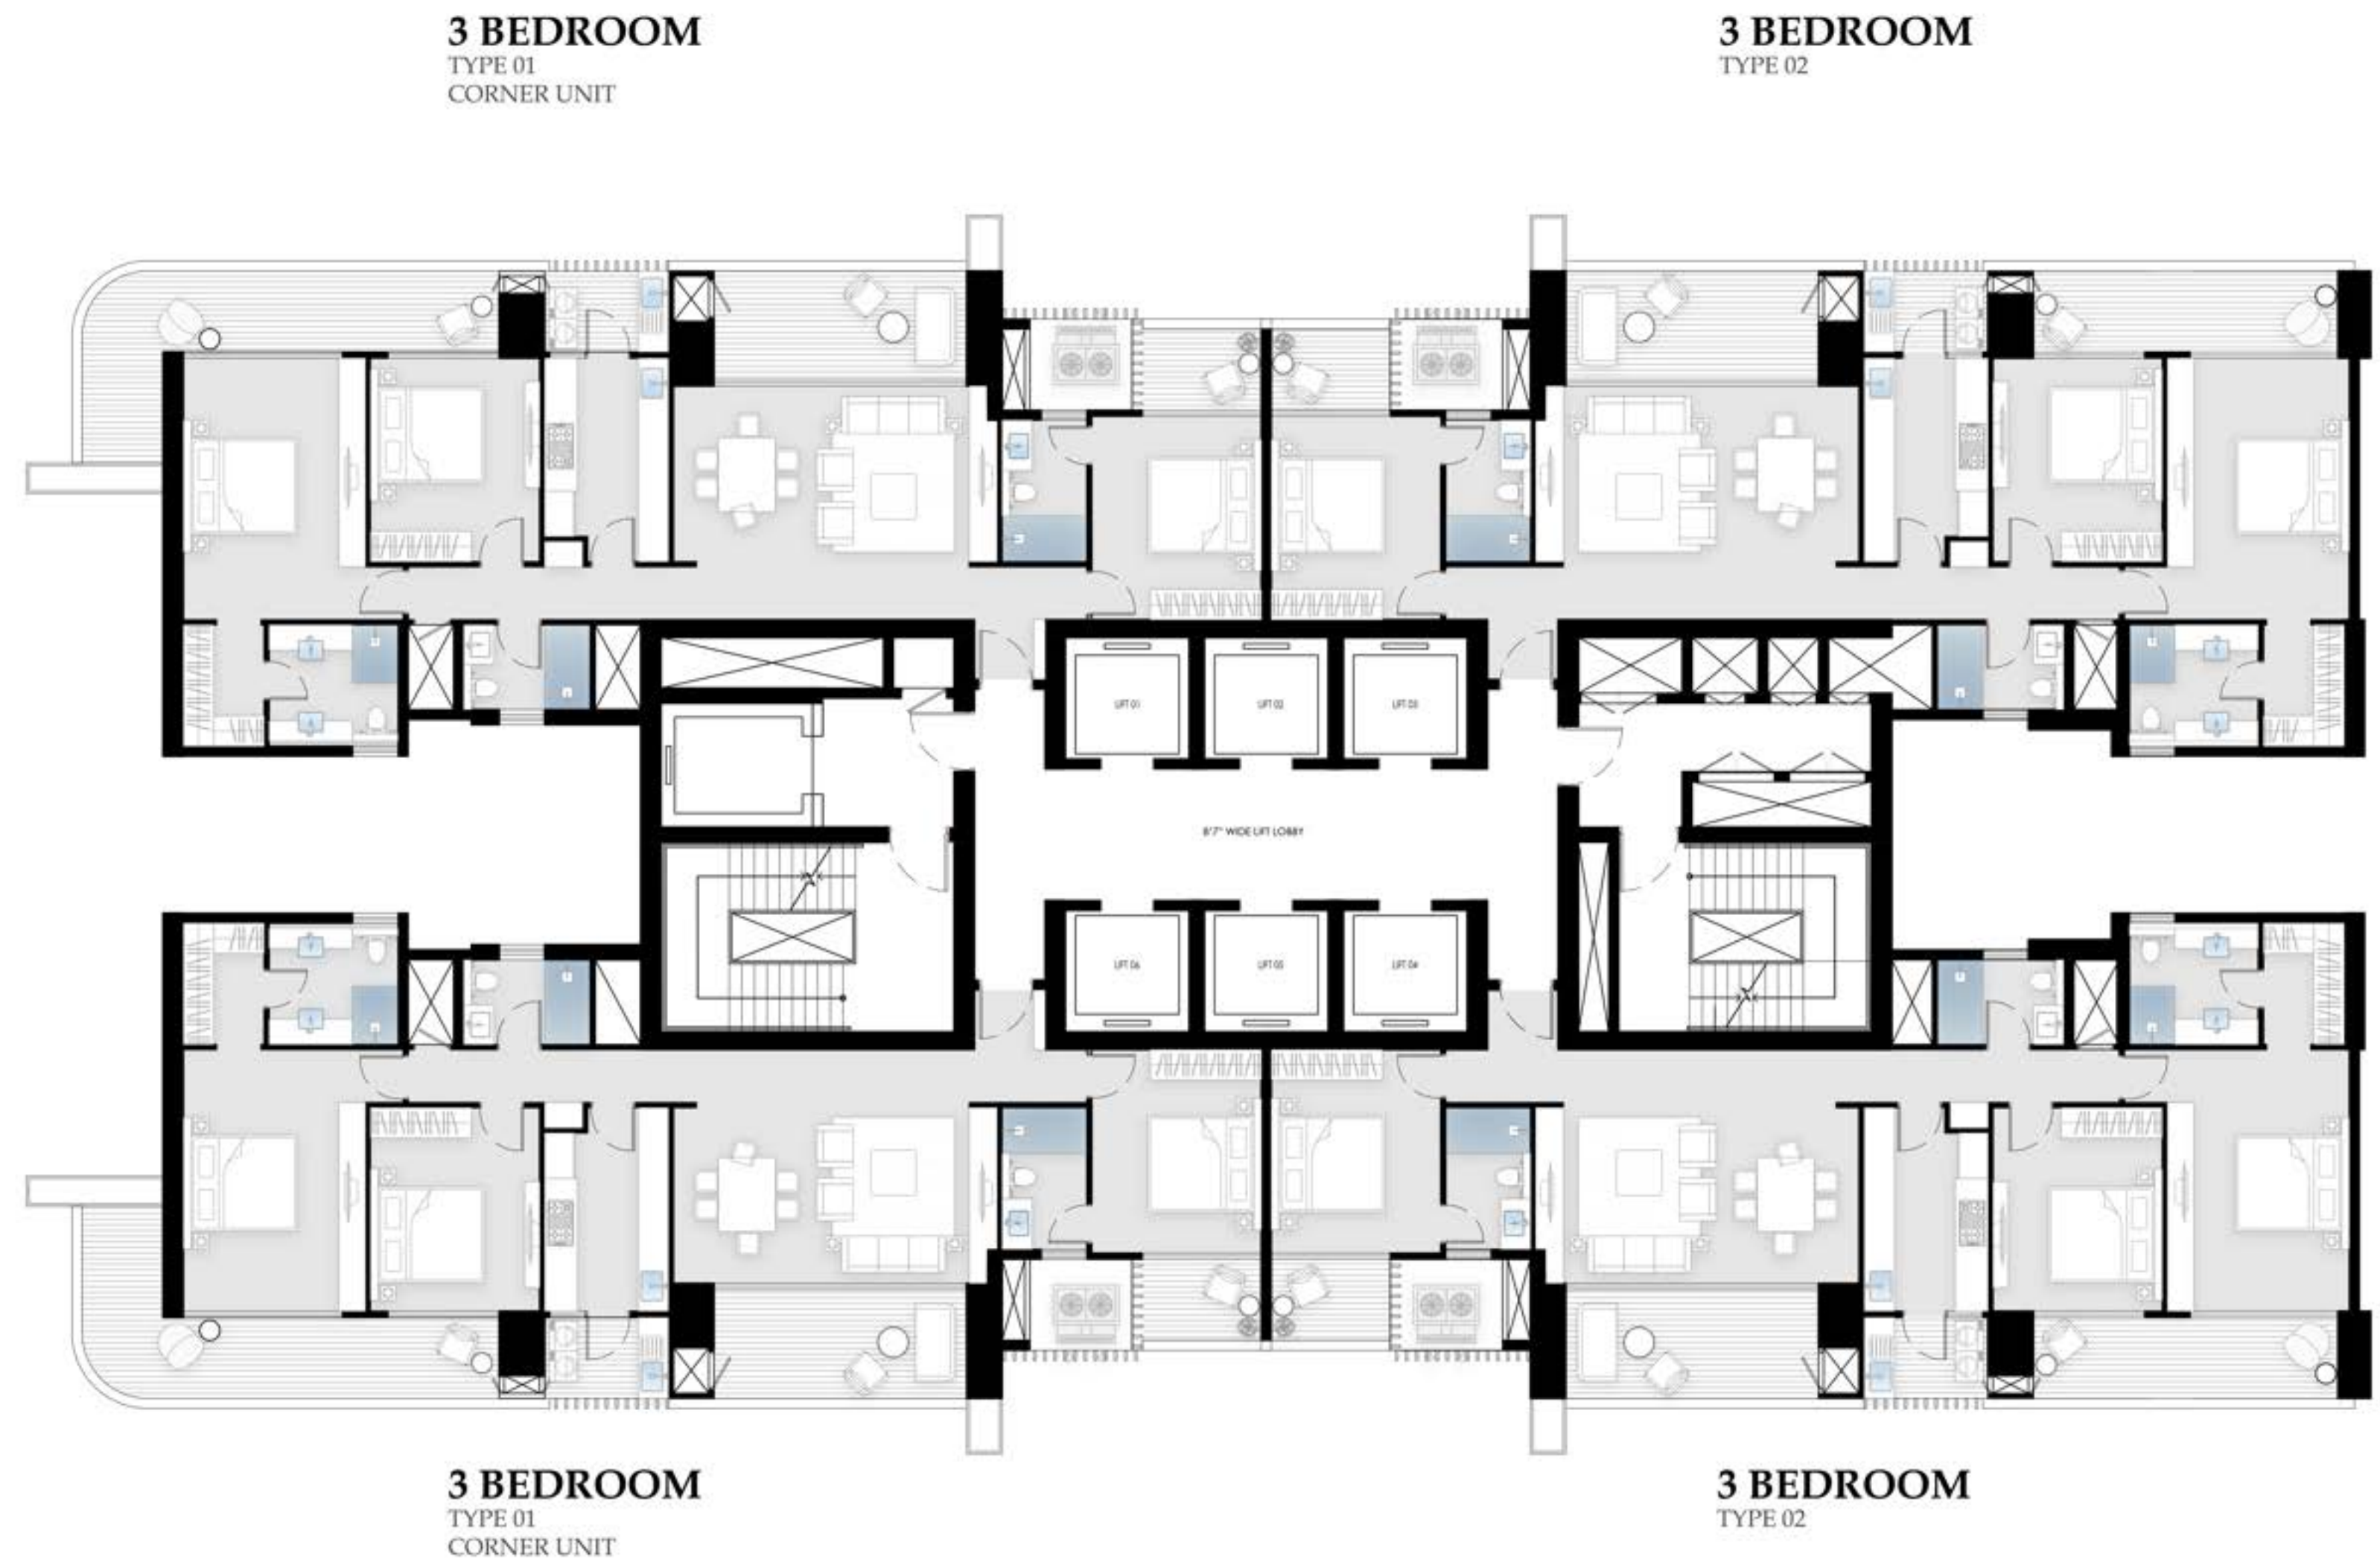 3 BEDROOM
TYPE 01
CORNER UNIT
3 BEDROOM
TYPE 02
LIFT 01
LIFT 02
LIFT 03
8'7" WIDE LIFT LOBBY
LIFT 06
LIFT 05
LIFT 04
3 BEDROOM
TYPE 01
CORNER UNIT
3 BEDROOM
TYPE 02